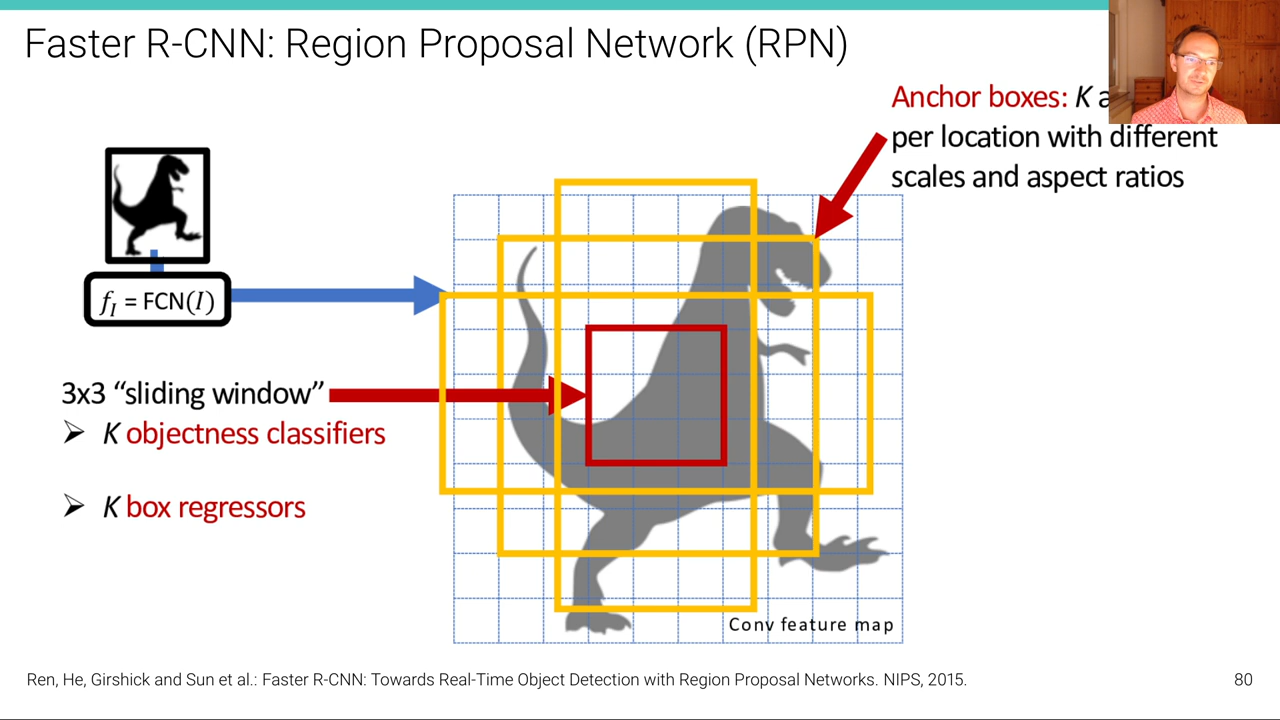 Faster R-CNN: Region Proposal Network (RPN)
Anchor boxes: K
per location with different
scales and aspect ratios
f_I = FCN(I)
3x3 “sliding window”
➢ K objectness classifiers
➢ K box regressors
Conv feature map
Ren, He, Girshick and Sun et al.: Faster R-CNN: Towards Real-Time Object Detection with Region Proposal Networks. NIPS, 2015.
80